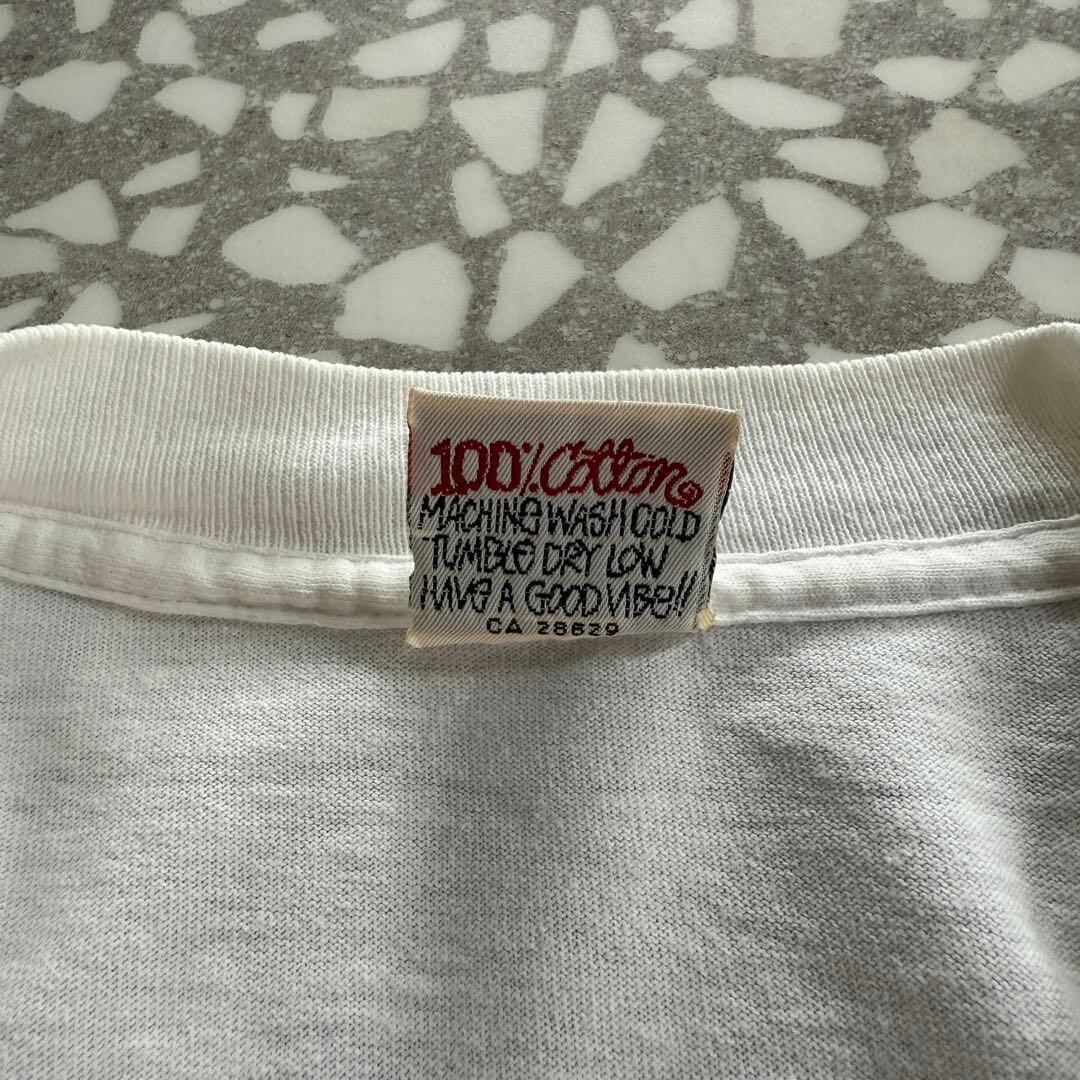 100% Cotton
MACHINE WASH COLD
TUMBLE DRY LOW
HAVE A GOOD VIBE!!
CA 28629